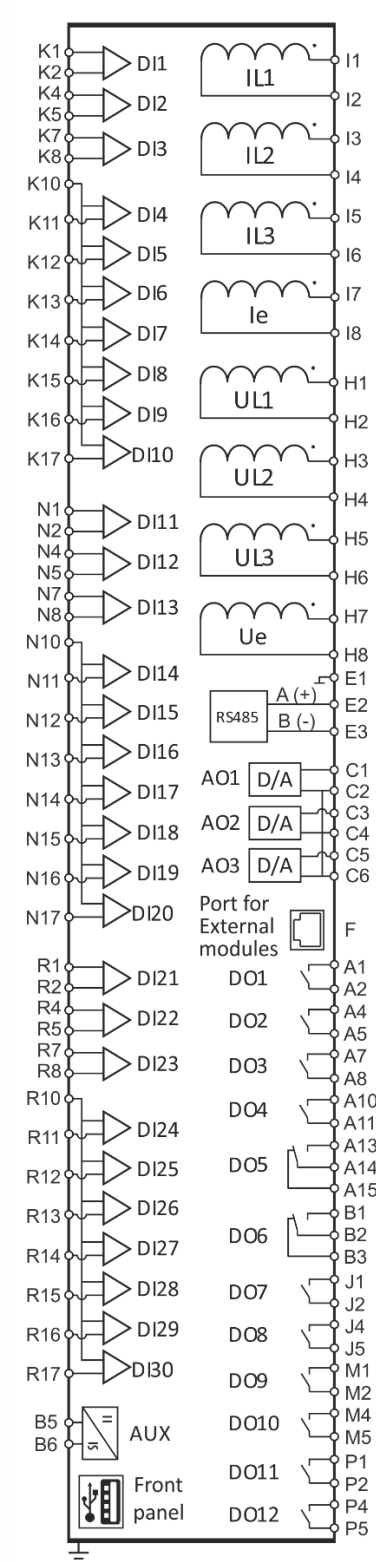 K1
K2
DI1
K4
K5
DI2
K7
K8
DI3
K10
K11
DI4
K12
DI5
K13
DI6
K14
DI7
K15
DI8
K16
DI9
K17
DI10
N1
N2
DI11
N4
N5
DI12
N7
N8
DI13
N10
N11
DI14
N12
DI15
N13
DI16
N14
DI17
N15
DI18
N16
DI19
N17
DI20
R1
R2
DI21
R4
R5
DI22
R7
R8
DI23
R10
R11
DI24
R12
DI25
R13
DI26
R14
DI27
R15
DI28
R16
DI29
R17
DI30
B5
B6
AUX
Front
panel
IL1
I1
I2
IL2
I3
I4
IL3
I5
I6
Ie
I7
I8
UL1
H1
H2
UL2
H3
H4
UL3
H5
H6
Ue
H7
H8
E1
RS485
A (+)
E2
B (-)
E3
AO1
D/A
C1
C2
AO2
D/A
C3
C4
AO3
D/A
C5
C6
Port for
External
modules
F
DO1
A1
A2
DO2
A4
A5
DO3
A7
A8
DO4
A10
A11
DO5
A13
A14
A15
DO6
B1
B2
B3
DO7
J1
J2
DO8
J4
J5
DO9
M1
M2
DO10
M4
M5
DO11
P1
P2
DO12
P4
P5